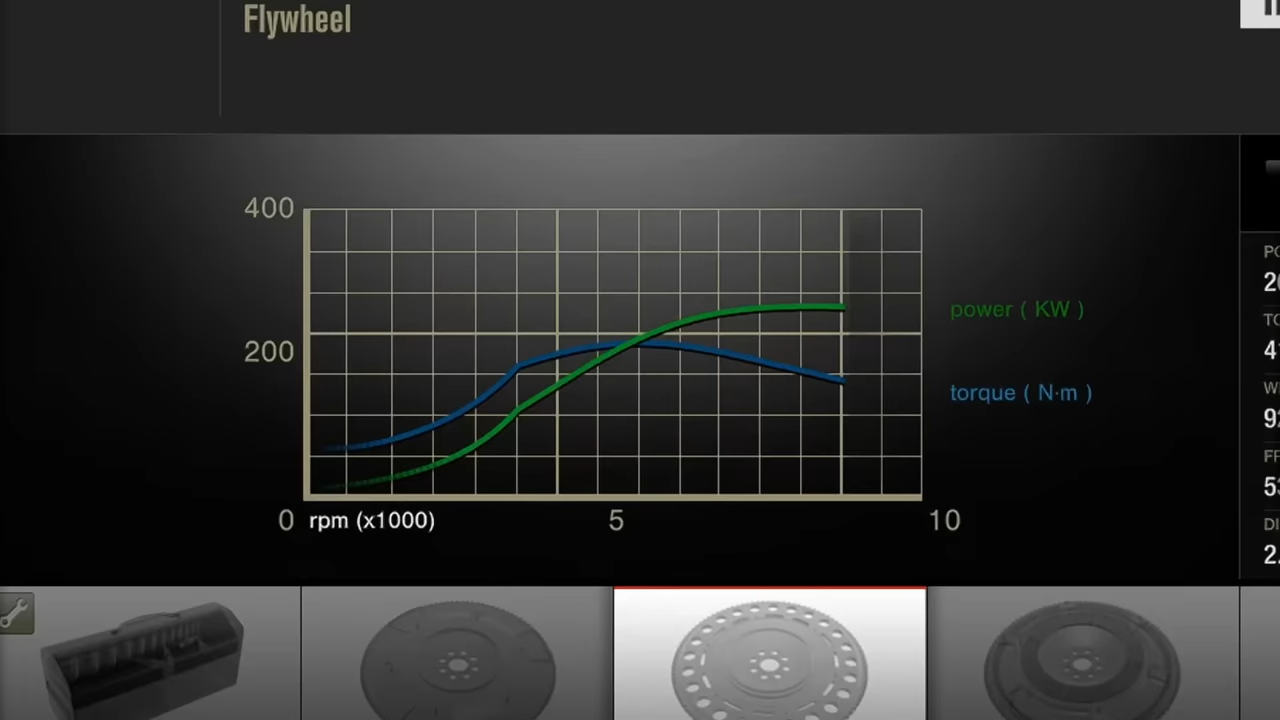 Flywheel
400
200
0 rpm (x1000) 5 10
power ( KW )
torque ( N·m )